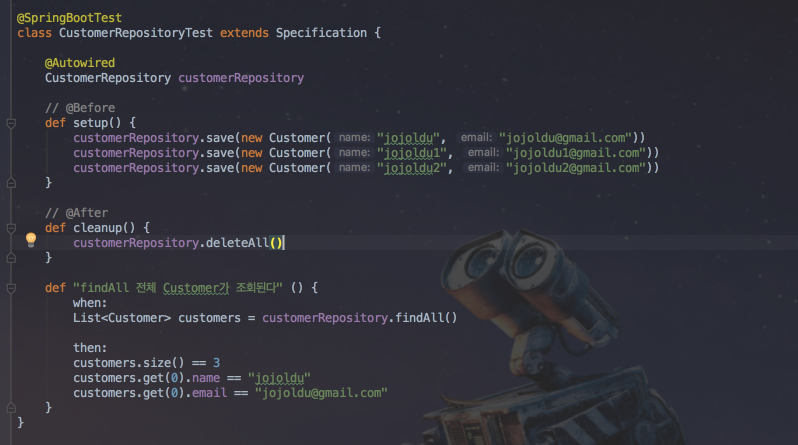 @SpringBootTest
class CustomerRepositoryTest extends Specification {
@Autowired
CustomerRepository customerRepository
// @Before
def setup() {
customerRepository.save(new Customer( name: "jojoldu", email: "jojoldu@gmail.com"))
customerRepository.save(new Customer( name: "jojoldu1", email: "jojoldu1@gmail.com"))
customerRepository.save(new Customer( name: "jojoldu2", email: "jojoldu2@gmail.com"))
}
// @After
def cleanup() {
customerRepository.deleteAll()
}
def "findAll 전체 Customer가 조회된다" () {
when:
List<Customer> customers = customerRepository.findAll()
then:
customers.size() == 3
customers.get(0).name == "jojoldu"
customers.get(0).email == "jojoldu@gmail.com"
}
}